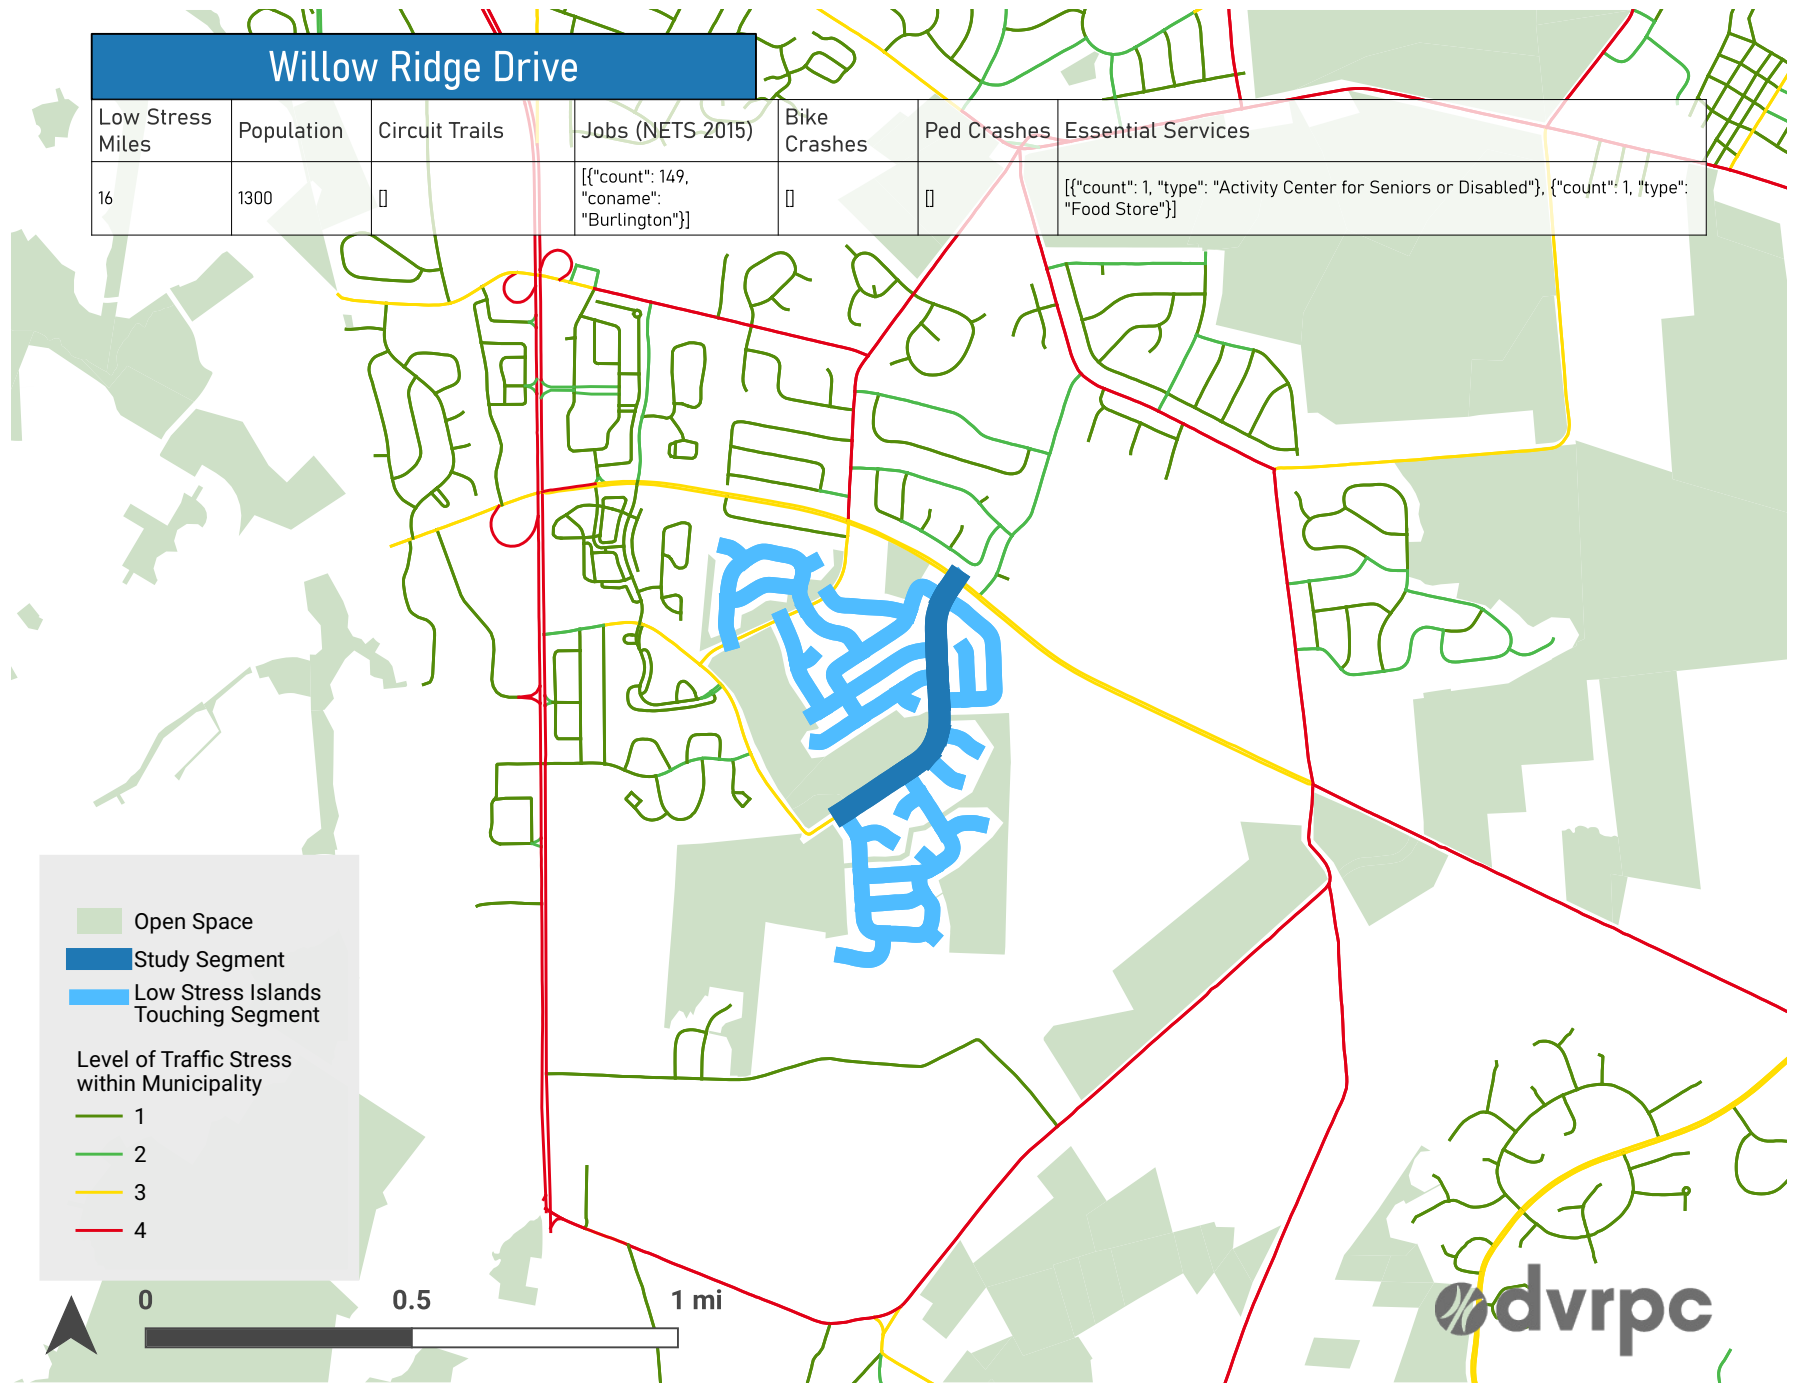 Willow Ridge Drive
Low Stress Miles
Population
Circuit Trails
Jobs (NETS 2015)
Bike Crashes
Ped Crashes
Essential Services
16
1300
[]
[{"count": 149,
"coname":
"Burlington"}]
[]
[]
[{"count": 1, "type": "Activity Center for Seniors or Disabled"}, {"count": 1, "type":
"Food Store"}]
Open Space
Study Segment
Low Stress Islands
Touching Segment
Level of Traffic Stress
within Municipality
1
2
3
4
0 0.5 1 mi
dvrpc